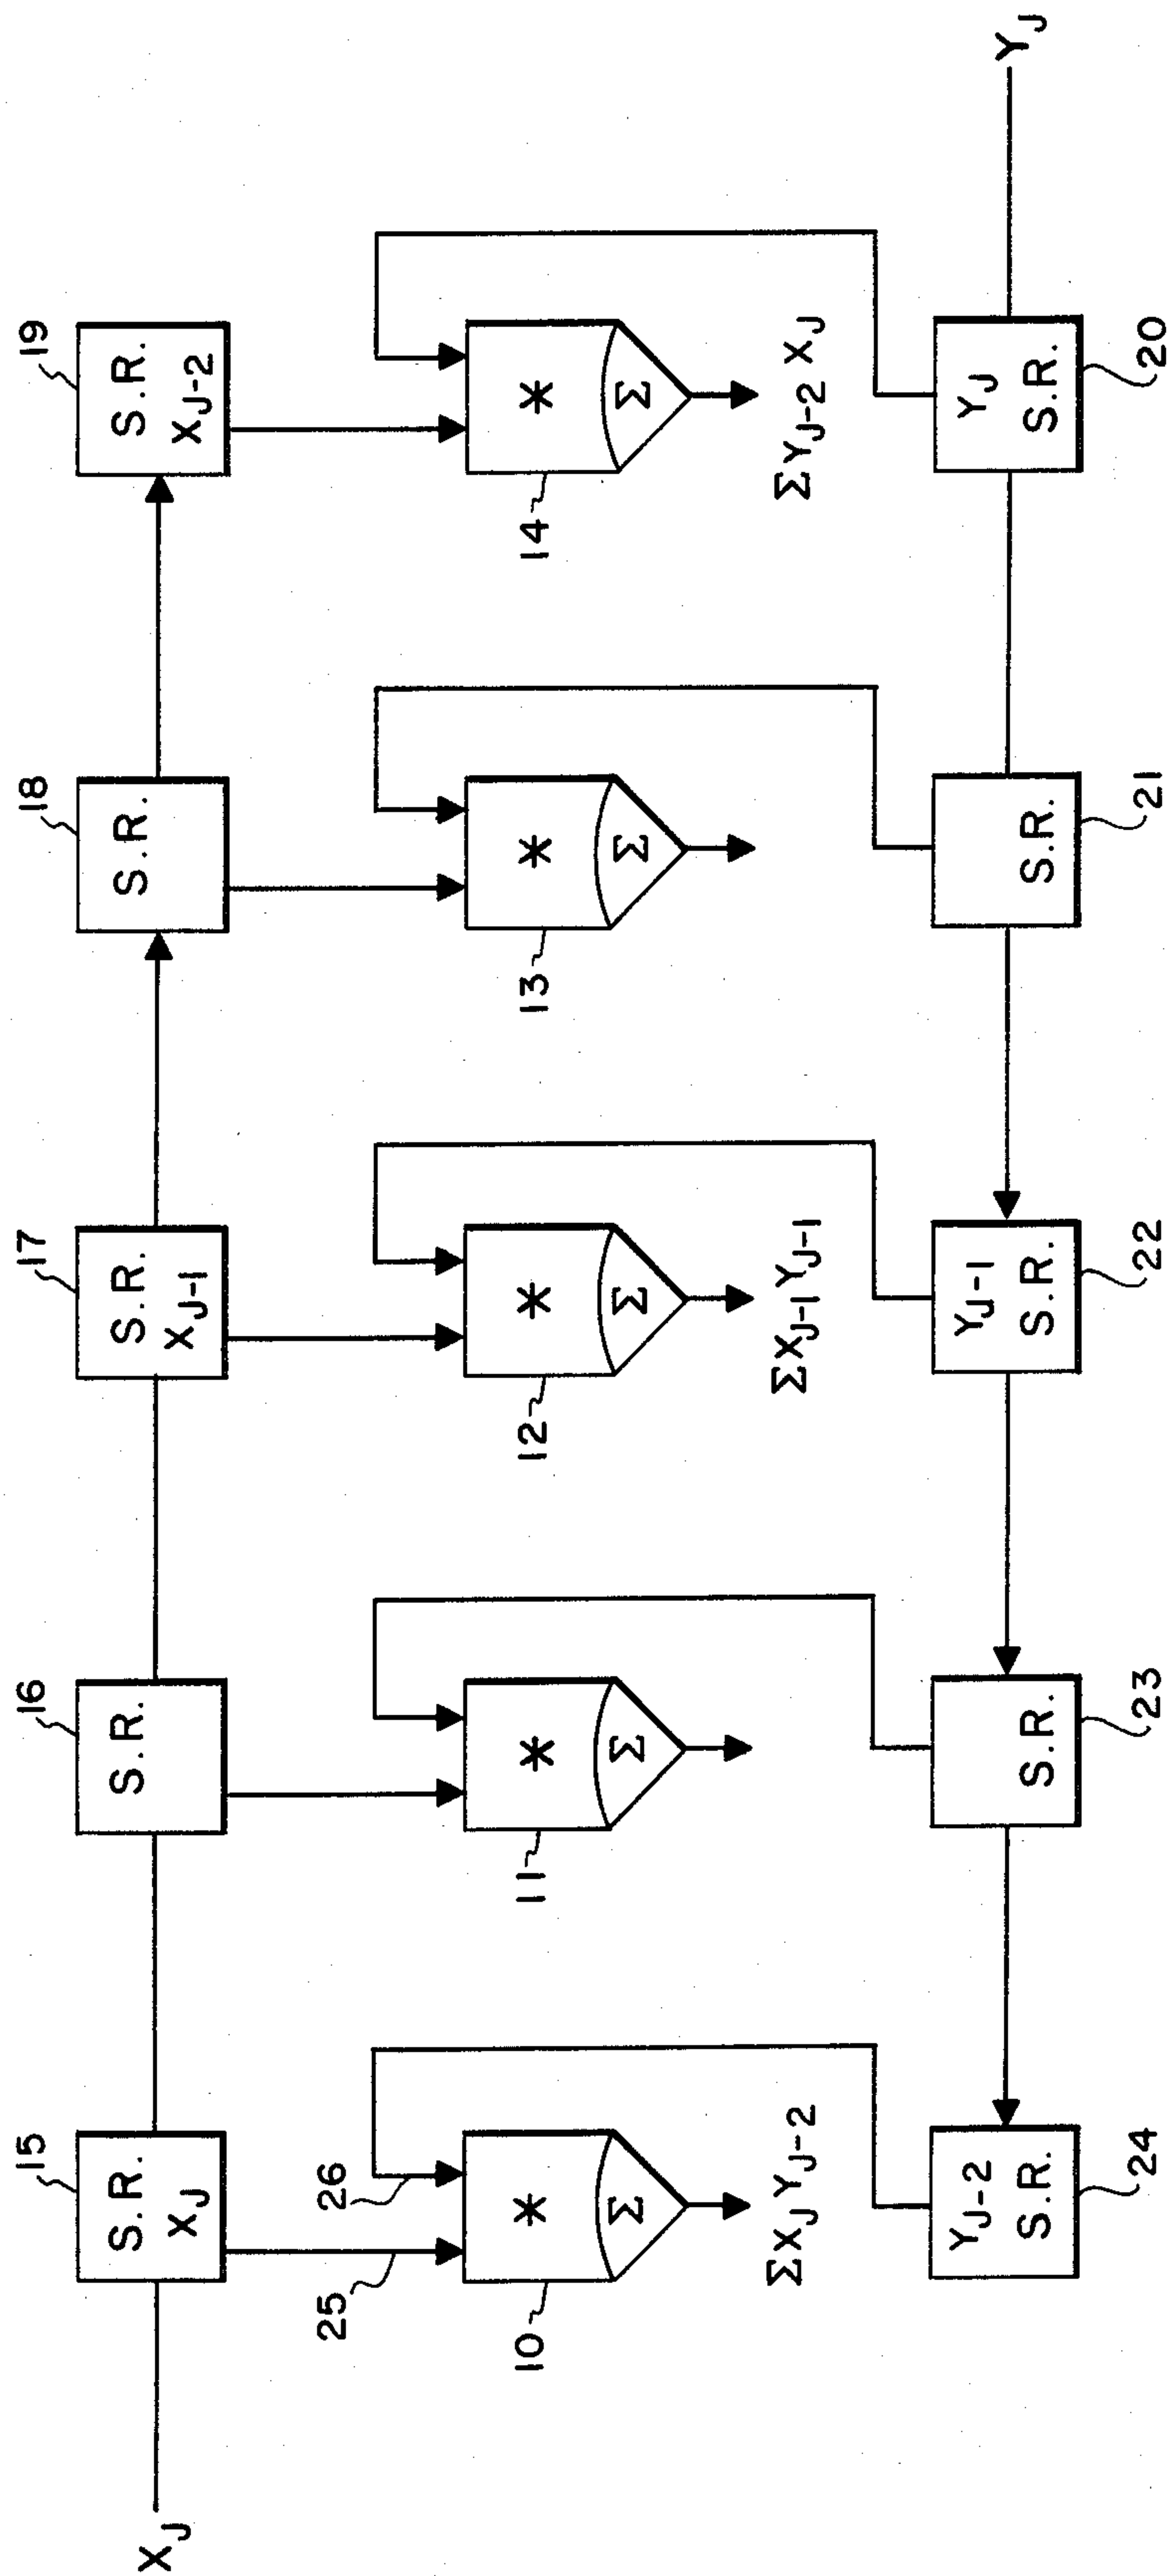 15
16
17
18
19
S.R.
X_J
S.R.
S.R.
X_J-1
S.R.
S.R.
X_J-2
X_J
25
26
*
Σ
*
Σ
*
Σ
*
Σ
*
Σ
10
11
12
13
14
ΣX_J Y_J-2
ΣX_J-1 Y_J-1
ΣY_J-2 X_J
Y_J-2
S.R.
S.R.
Y_J-1
S.R.
S.R.
Y_J
S.R.
Y_J
24
23
22
21
20